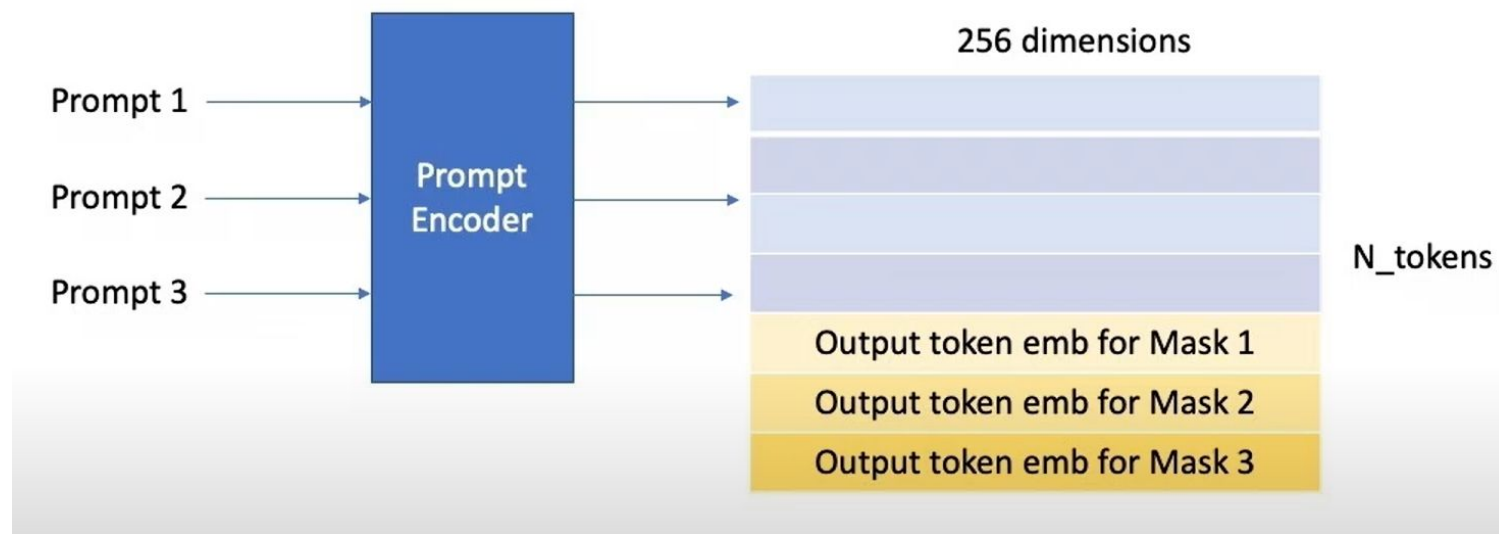 256 dimensions
Prompt 1
Prompt 2
Prompt 3
Prompt
Encoder
N_tokens
Output token emb for Mask 1
Output token emb for Mask 2
Output token emb for Mask 3